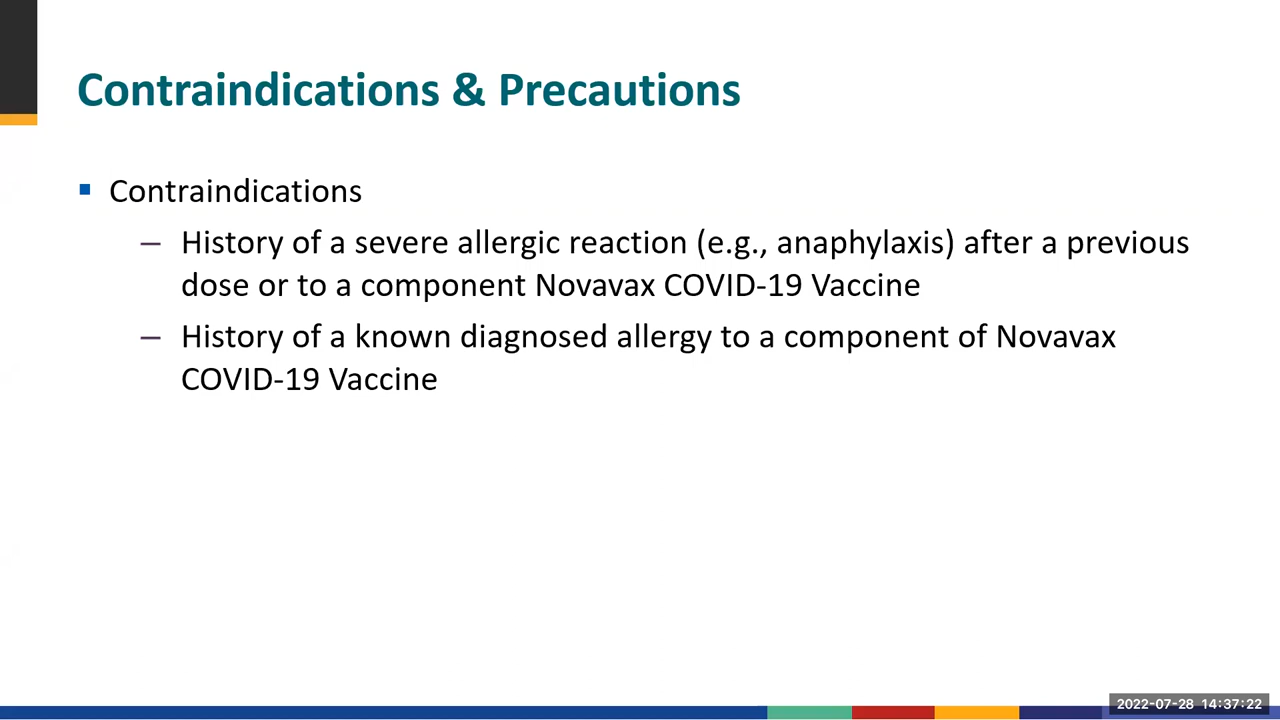 Contraindications & Precautions
▪ Contraindications
– History of a severe allergic reaction (e.g., anaphylaxis) after a previous
dose or to a component Novavax COVID-19 Vaccine
– History of a known diagnosed allergy to a component of Novavax
COVID-19 Vaccine
2022-07-28 14:37:22